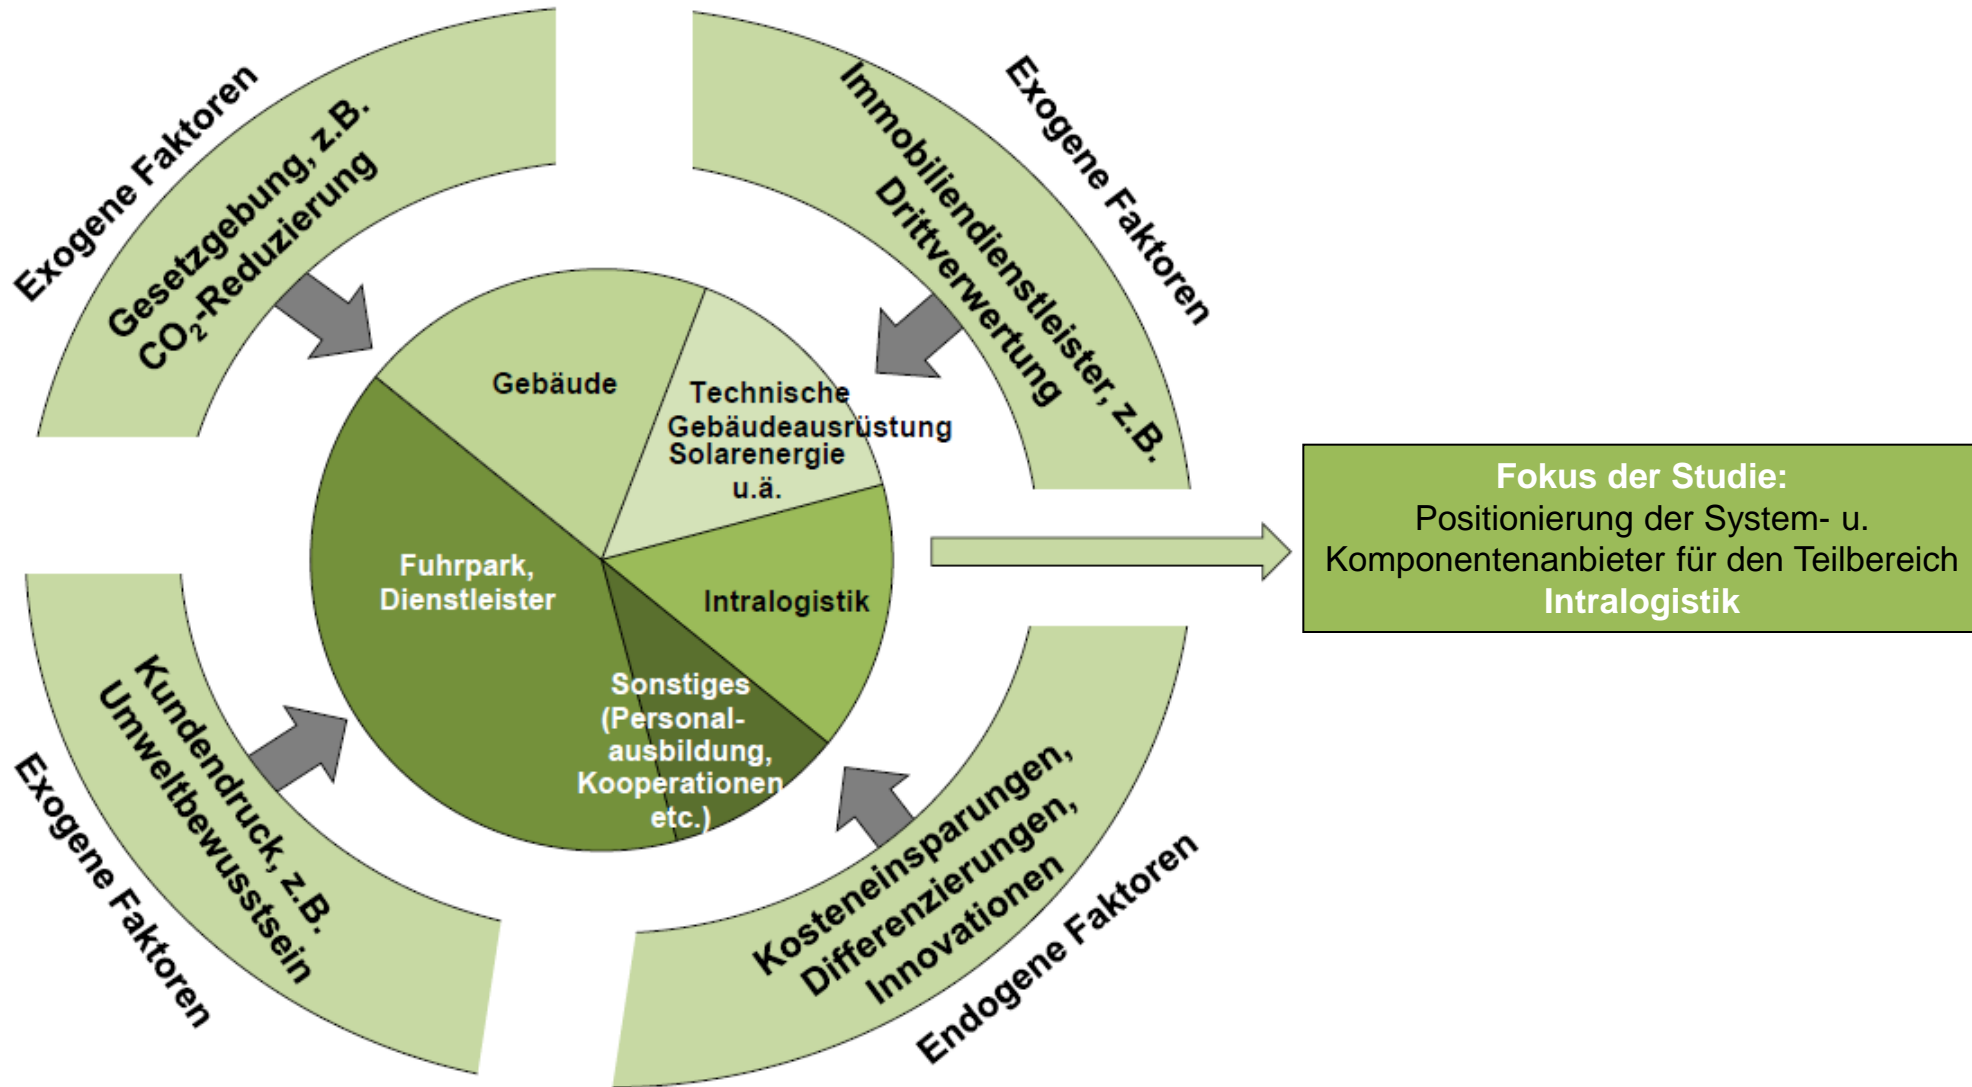 Exogene Faktoren
Gesetzgebung, z.B.
CO₂-Reduzierung
Exogene Faktoren
Immobiliendienstleister, z.B.
Drittverwertung
Gebäude
Technische
Gebäudeausrüstung
Solarenergie
u.ä.
Fuhrpark,
Dienstleister
Intralogistik
Sonstiges
(Personal-
ausbildung,
Kooperationen
etc.)
Fokus der Studie:
Positionierung der System- u.
Komponentenanbieter für den Teilbereich
Intralogistik
Kundendruck, z.B.
Umweltbewusstsein
Exogene Faktoren
Kosteneinsparungen,
Differenzierungen,
Innovationen
Endogene Faktoren